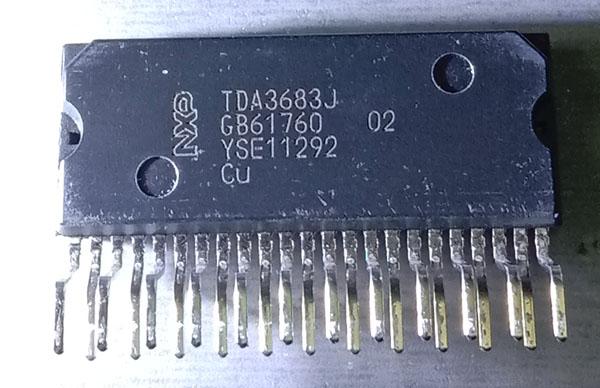 NXP
TDA3683J
GB61760 02
YSE11292
Cu